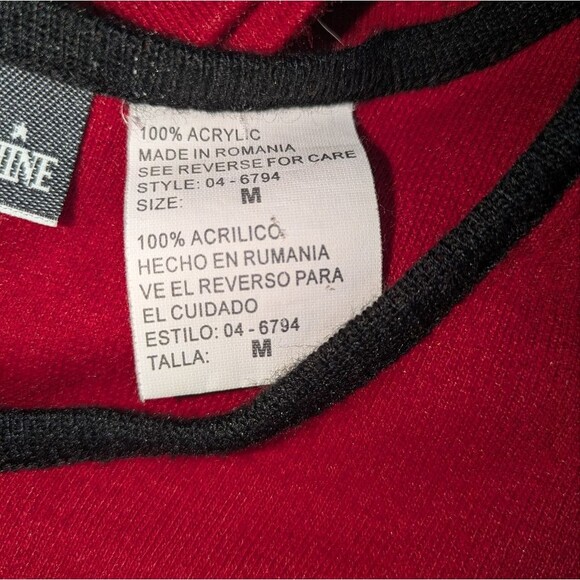 100% ACRYLIC
MADE IN ROMANIA
SEE REVERSE FOR CARE
STYLE: 04 - 6794
SIZE: M
100% ACRILICO
HECHO EN RUMANIA
VE EL REVERSO PARA
EL CUIDADO
ESTILO: 04 - 6794
TALLA: M